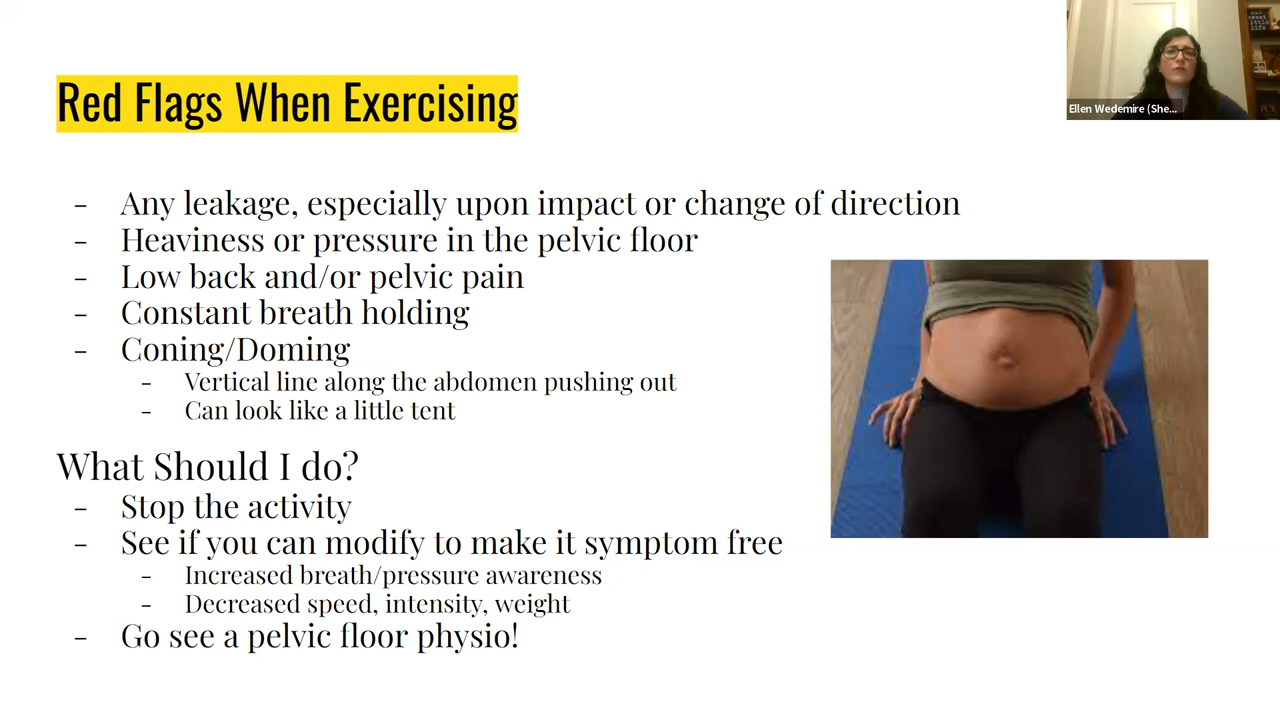 Red Flags When Exercising
Ellen Wedemire (She...
- Any leakage, especially upon impact or change of direction
- Heaviness or pressure in the pelvic floor
- Low back and/or pelvic pain
- Constant breath holding
- Coning/Doming
- Vertical line along the abdomen pushing out
- Can look like a little tent
What Should I do?
- Stop the activity
- See if you can modify to make it symptom free
- Increased breath/pressure awareness
- Decreased speed, intensity, weight
- Go see a pelvic floor physio!